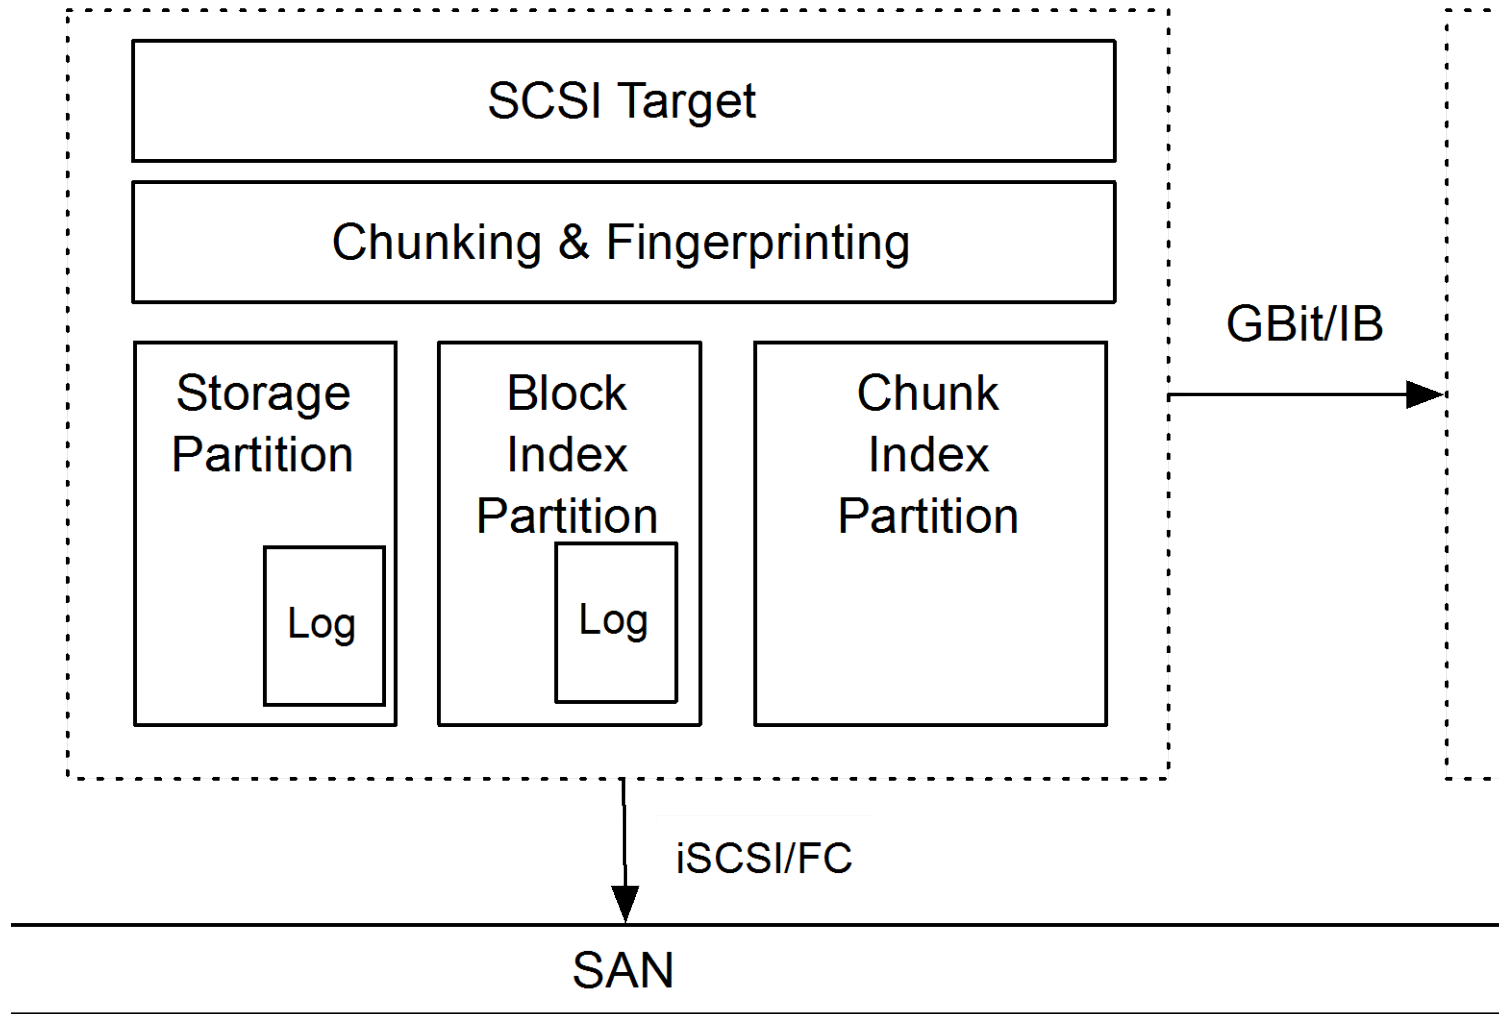 SCSI Target
Chunking & Fingerprinting
GBit/IB
Storage
Partition
Log
Block
Index
Partition
Log
Chunk
Index
Partition
iSCSI/FC
SAN